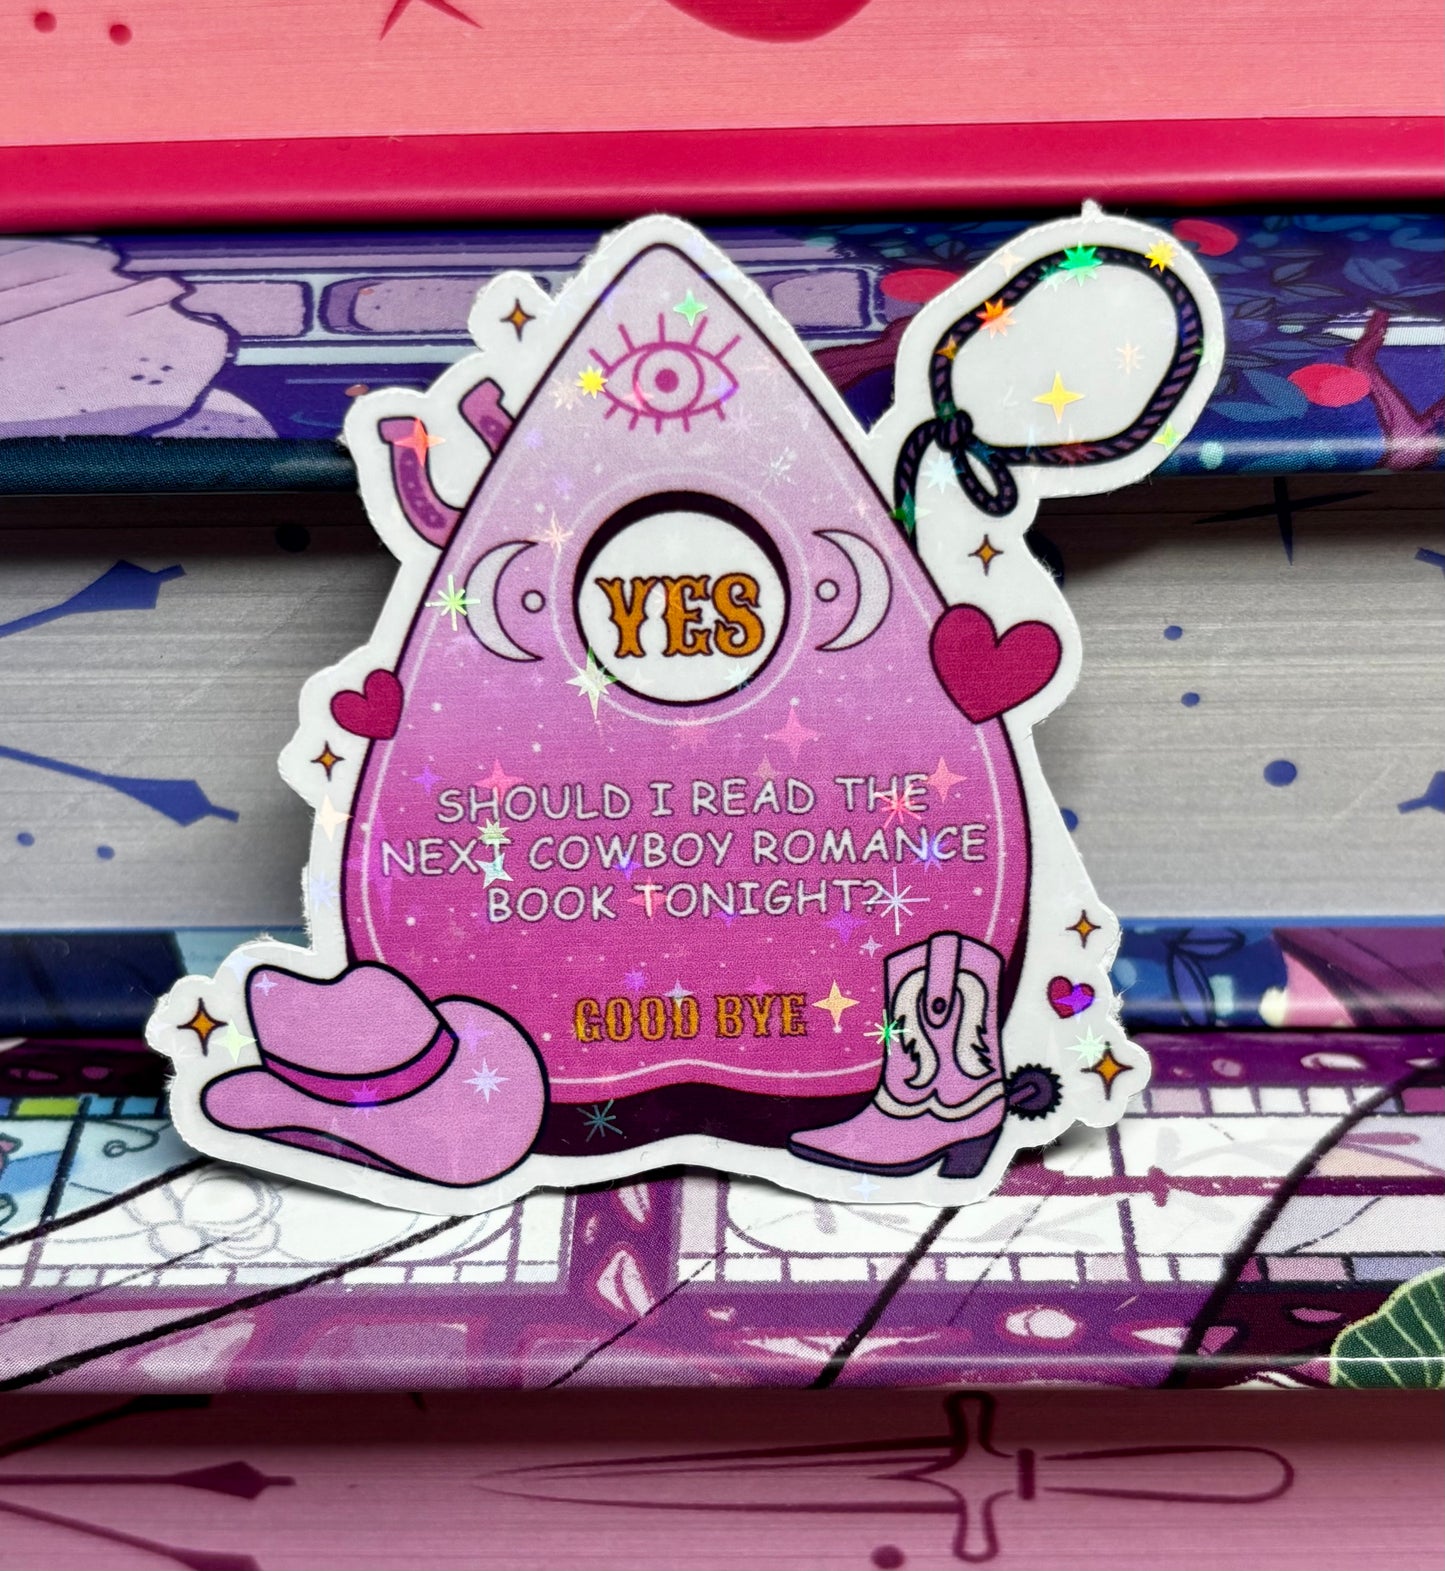 YES
SHOULD I READ THE
NEXT COWBOY ROMANCE
BOOK TONIGHT?
GOOD BYE